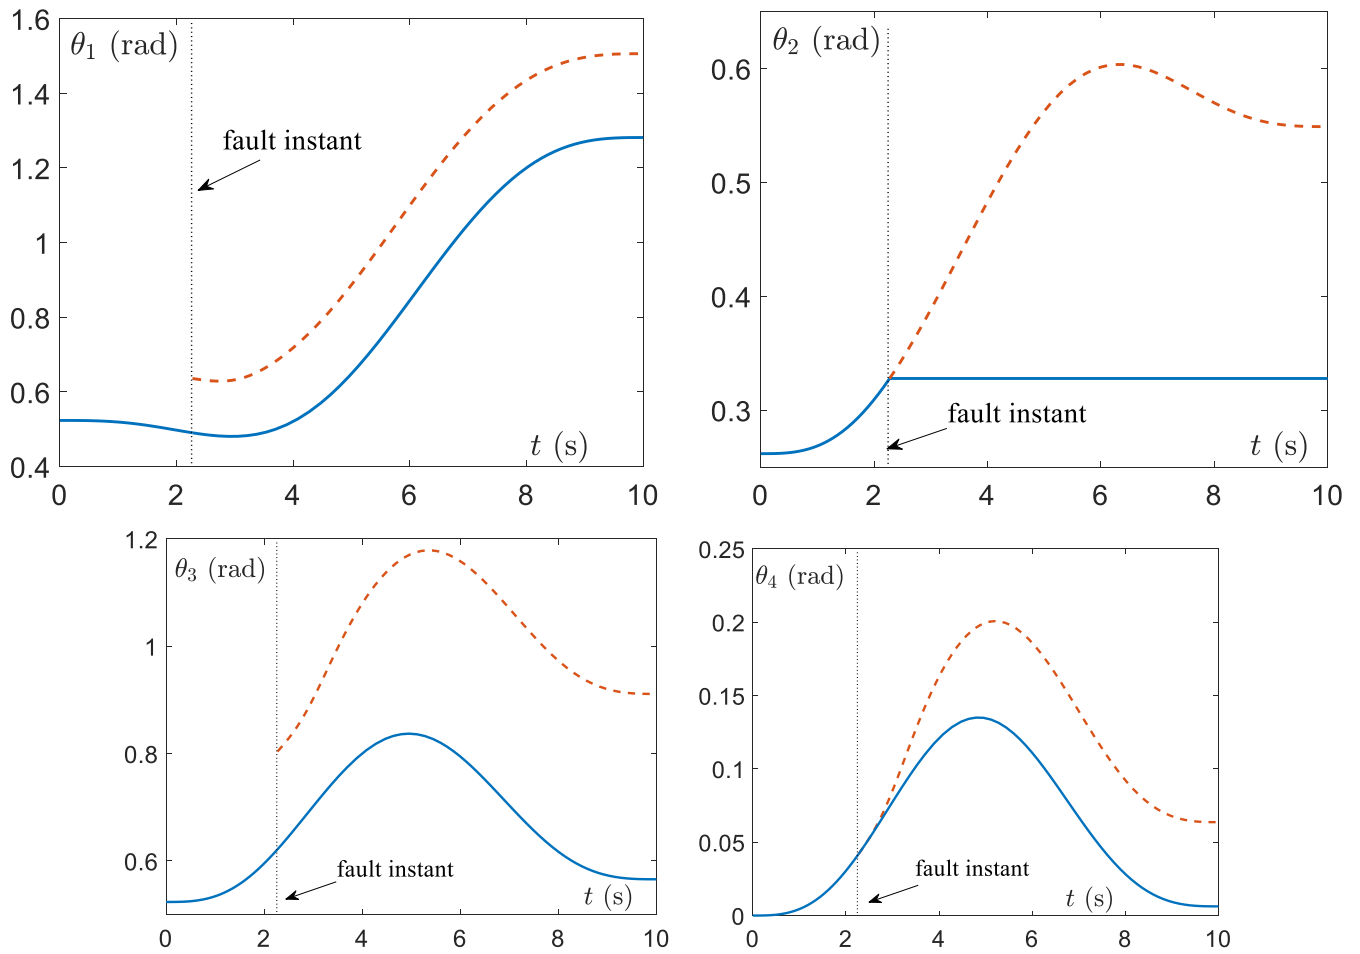 1.6
θ₁ (rad)
1.4
fault instant
1.2
1
0.8
0.6
t (s)
0.4
0 2 4 6 8 10
θ₂ (rad)
0.6
0.5
0.4
fault instant
0.3
t (s)
0 2 4 6 8 10
1.2
θ₃ (rad)
1
0.8
fault instant
0.6
t (s)
0 2 4 6 8 10
0.25
θ₄ (rad)
0.2
0.15
0.1
0.05
fault instant
t (s)
0
0 2 4 6 8 10